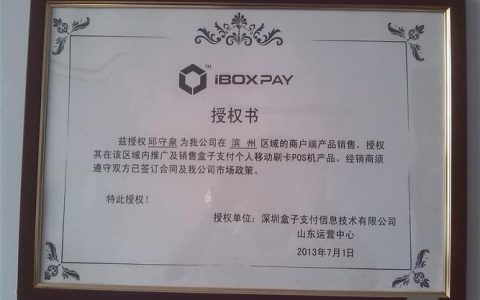 TM
iBOXPAY
授权书
兹授权邱守泉为我公司在 滨 州 区域的商户端产品销售，授权
其在该区域内推广及销售盒子支付个人移动刷卡POS机产品，经销商须
遵守双方已签订合同及我公司市场政策。
特此授权！
授权单位：深圳盒子支付信息技术有限公司
山东运营中心
2013年7月1日